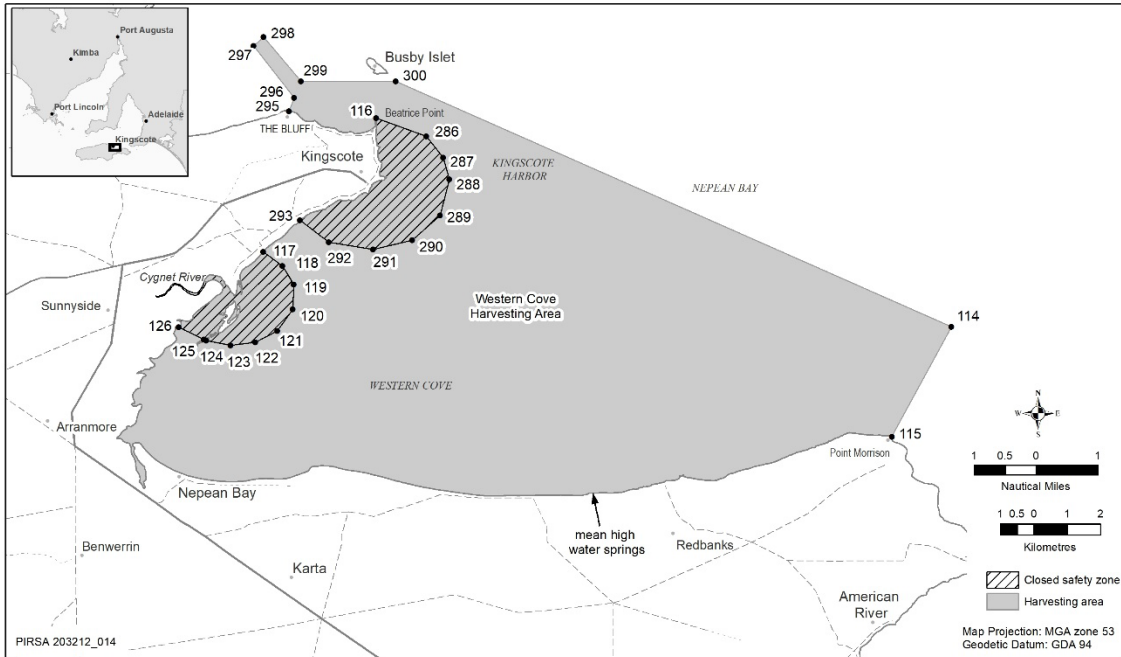 Port Augusta
Kimba
Port Lincoln
Adelaide
Kingscote
298
297
299
Busby Islet
300
296
295
THE BLUFF
116
Beatrice Point
286
Kingscote
287
KINGSCOTE
HARBOR
288
NEPEAN BAY
289
293
290
292
291
117
118
Cygnet River
119
Sunnyside
Western Cove
Harvesting Area
120
126
114
121
125
124
123
122
WESTERN COVE
N
W
E
S
Arranmore
115
Point Morrison
1 0.5 0 1
Nautical Miles
Nepean Bay
1 0.5 0 1 2
Kilometres
mean high
water springs
Redbanks
Benwerrin
Karta
Closed safety zone
American
River
Harvesting area
PIRSA 203212_014
Map Projection: MGA zone 53
Geodetic Datum: GDA 94